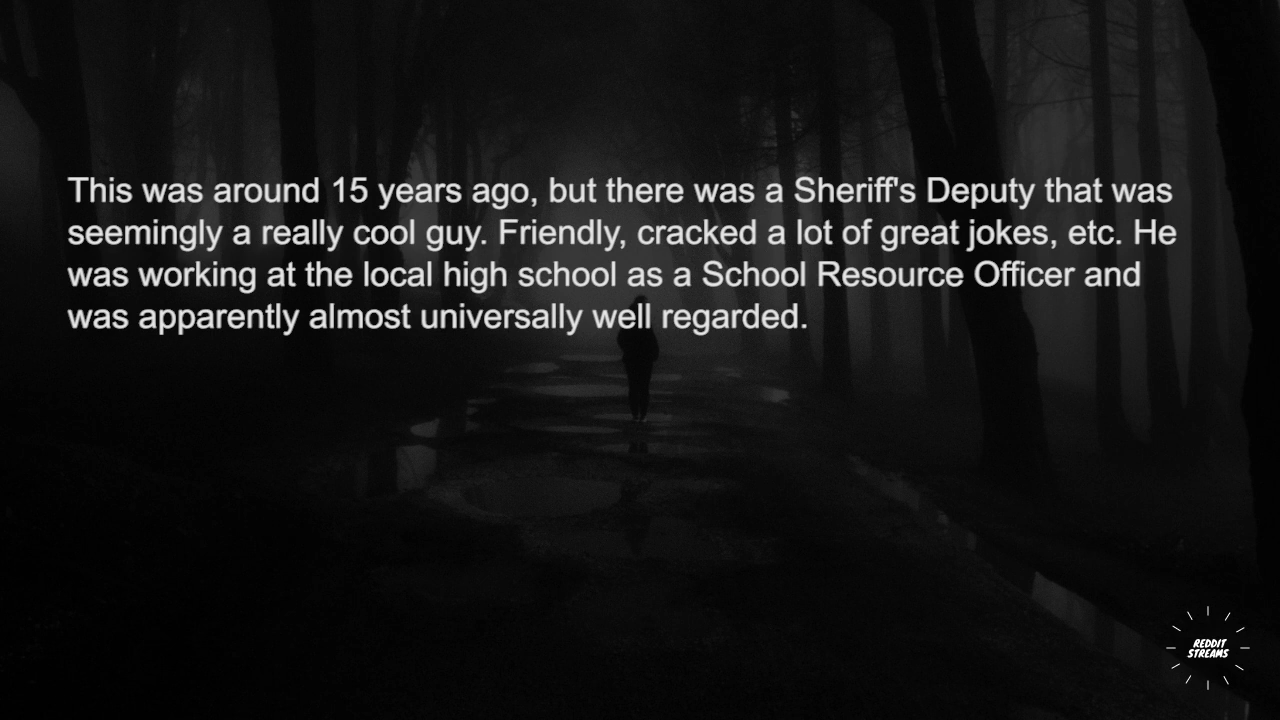 This was around 15 years ago, but there was a Sheriff's Deputy that was
seemingly a really cool guy. Friendly, cracked a lot of great jokes, etc. He
was working at the local high school as a School Resource Officer and
was apparently almost universally well regarded.
REDDIT
STREAMS